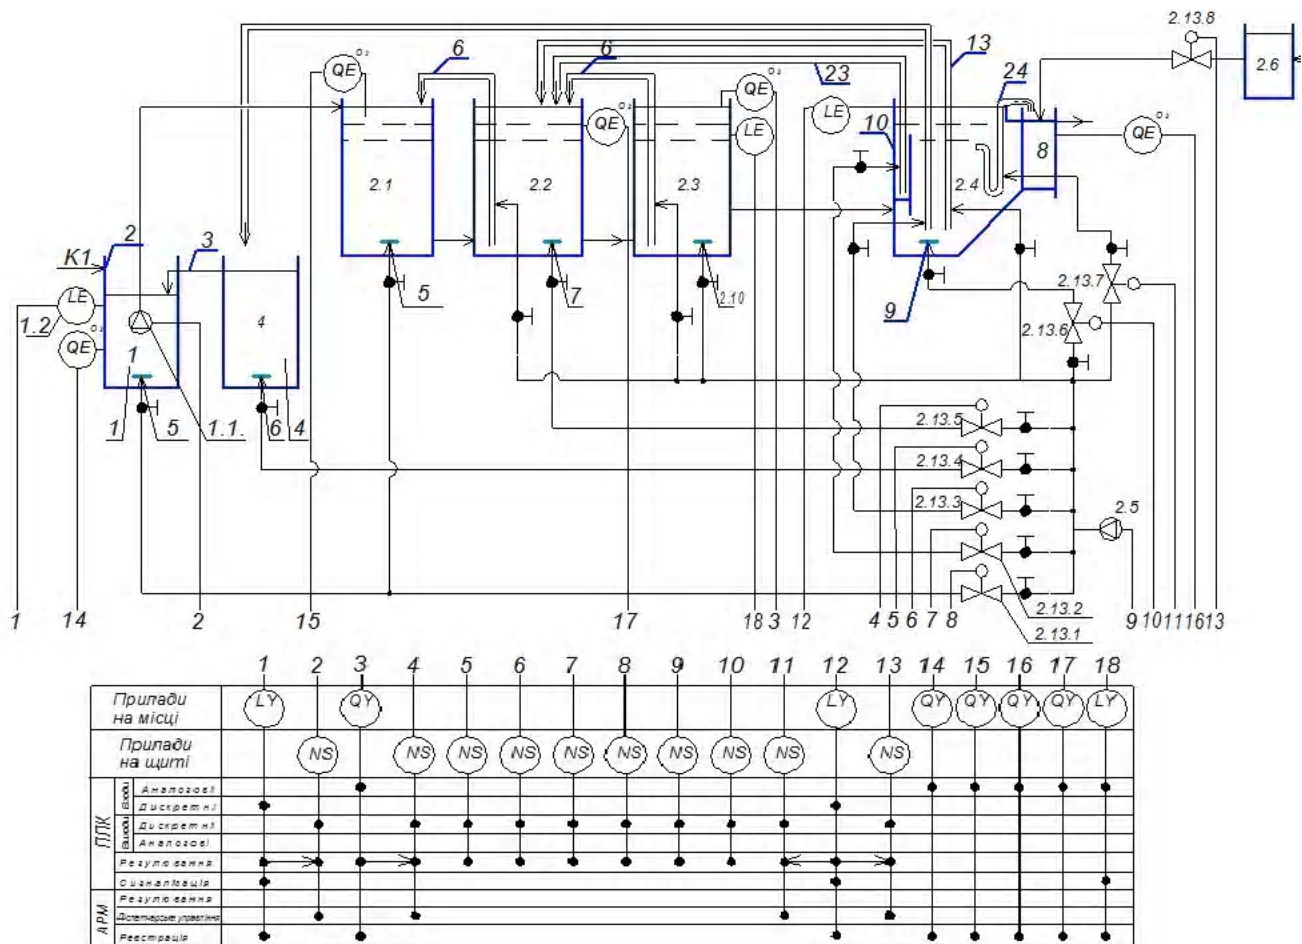 2.13.8
O₂
6
6
13
O₂
23
24
2.6
QE
QE
LE
10
O₂
QE
LE
O₂
QE
8
2.1
2.2
2.3
2.4
2
3
K1
5
7
2.10
9
2.13.7
2.13.6
LE
1.2
O₂
QE
1
4
1
5
1.1.
6
4
2.13.5
2.13.4
2.13.3
2.5
2.13.2
2.13.1
1 14 2 15 17 18 3 12 4 5 6 7 8 9 10 11 16 13
1 2 3 4 5 6 7 8 9 10 11 12 13 14 15 16 17 18
Прилади
на місці
LY QY LY QY QY QY QY LY
Прилади
на щиті
NS NS NS NS NS NS NS NS NS NS
ПЛК
Входи
Аналогові
Дискретні
Виходи
Дискретні
Аналогові
Регулювання
Сигналізація
АРМ
Регулювання
Диспетчерське управління
Реєстрація